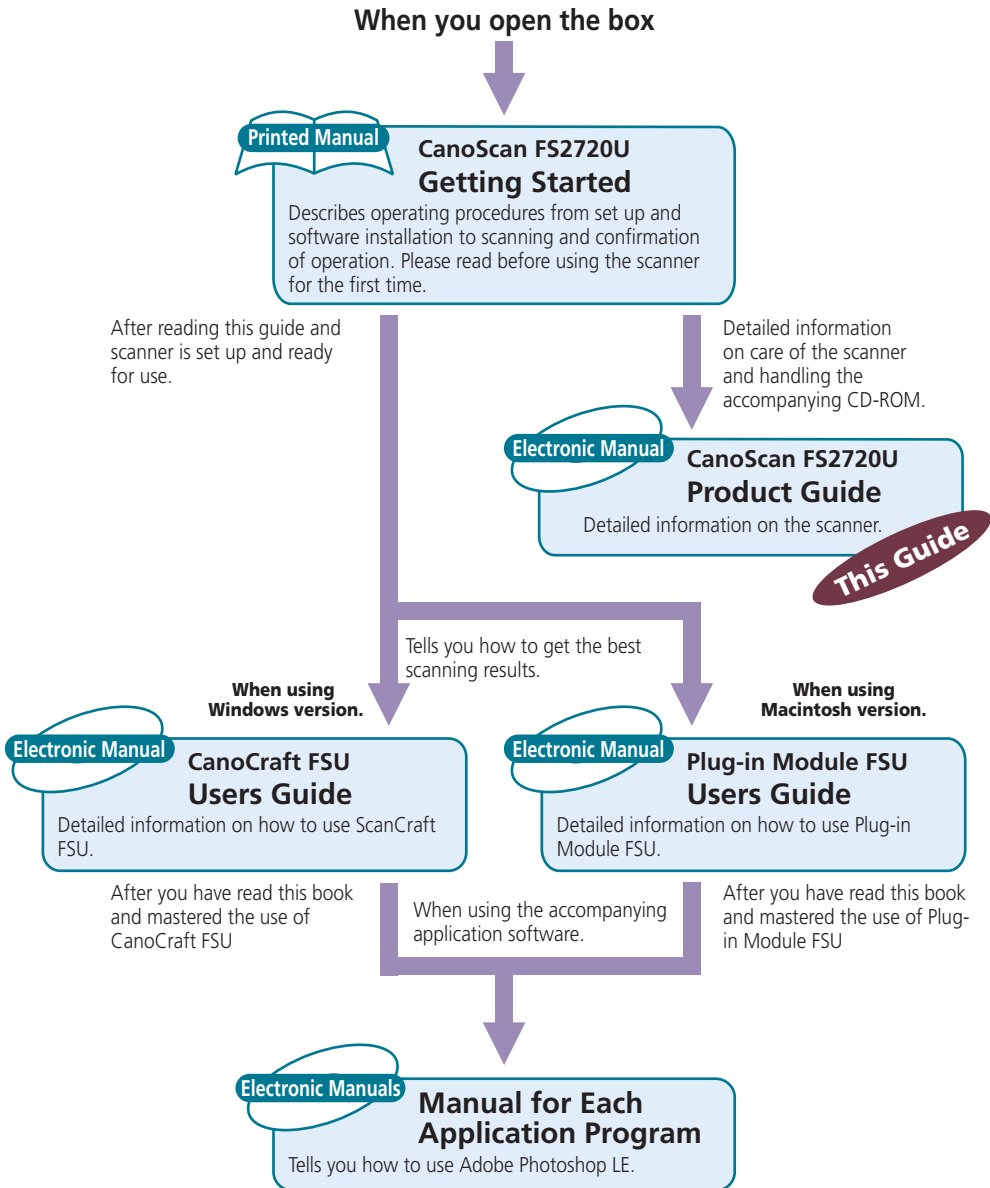 When you open the box
Printed Manual
CanoScan FS2720U
Getting Started
Describes operating procedures from set up and
software installation to scanning and confirmation
of operation. Please read before using the scanner
for the first time.
After reading this guide and
scanner is set up and ready
for use.
Detailed information
on care of the scanner
and handling the
accompanying CD-ROM.
Electronic Manual
CanoScan FS2720U
Product Guide
Detailed information on the scanner.
This Guide
Tells you how to get the best
scanning results.
When using
Windows version.
Electronic Manual
CanoCraft FSU
Users Guide
Detailed information on how to use ScanCraft
FSU.
When using
Macintosh version.
Electronic Manual
Plug-in Module FSU
Users Guide
Detailed information on how to use Plug-in
Module FSU.
After you have read this book
and mastered the use of
CanoCraft FSU
When using the accompanying
application software.
After you have read this book
and mastered the use of Plug-
in Module FSU
Electronic Manuals
Manual for Each
Application Program
Tells you how to use Adobe Photoshop LE.